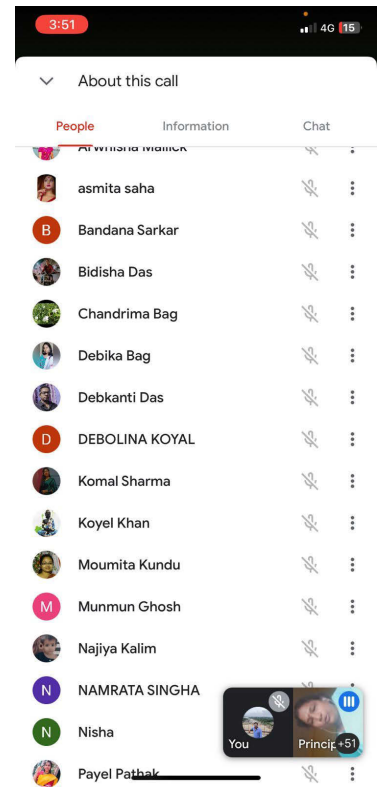 3:51
4G 15
About this call
People Information Chat
Arwnisha Mallick
asmita saha
B Bandana Sarkar
Bidisha Das
Chandrima Bag
Debika Bag
Debkanti Das
D DEBOLINA KOYAL
Komal Sharma
Koyel Khan
Moumita Kundu
M Munmun Ghosh
Najiya Kalim
N NAMRATA SINGHA
N Nisha
You Princip +51
Payel Pathak